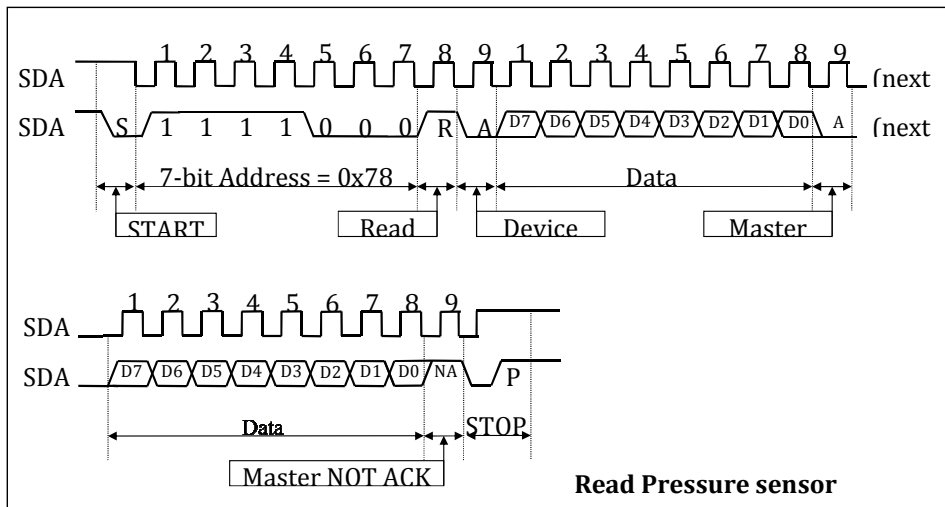 1 2 3 4 5 6 7 8 9 1 2 3 4 5 6 7 8 9
SDA (next
SDA S 1 1 1 1 0 0 0 R A D7 D6 D5 D4 D3 D2 D1 D0 A (next
7-bit Address = 0x78 Data
START Read Device Master
1 2 3 4 5 6 7 8 9
SDA
SDA D7 D6 D5 D4 D3 D2 D1 D0 NA P
Data STOP
Master NOT ACK
Read Pressure sensor